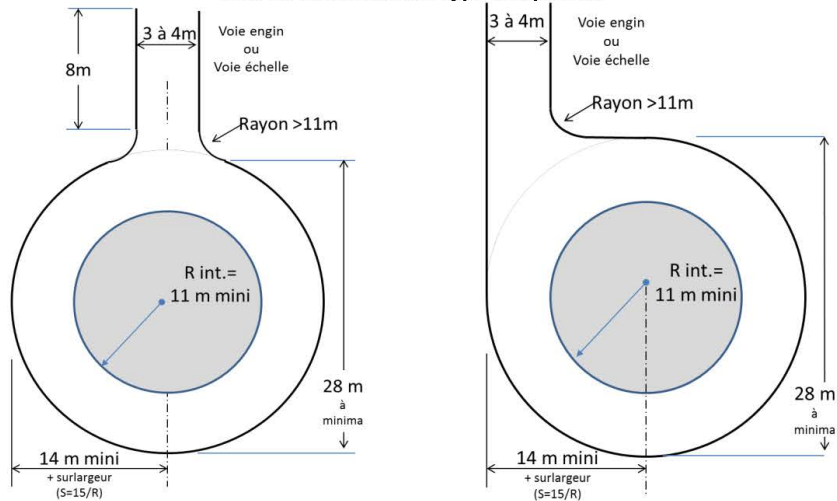 3 à 4m
Voie engin
ou
Voie échelle
8m
Rayon >11m
R int.=
11 m mini
28 m
à
minima
14 m mini
+ surlargeur
(S=15/R)
3 à 4m
Voie engin
ou
Voie échelle
Rayon >11m
R int.=
11 m mini
28 m
à
minima
14 m mini
+ surlargeur
(S=15/R)